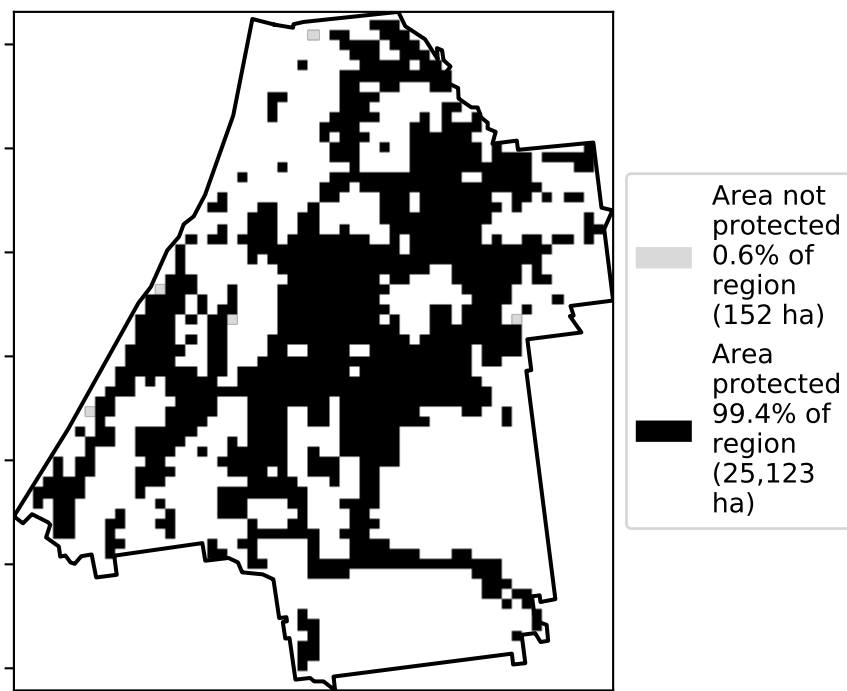 Area not
protected
0.6% of
region
(152 ha)
Area
protected
99.4% of
region
(25,123
ha)